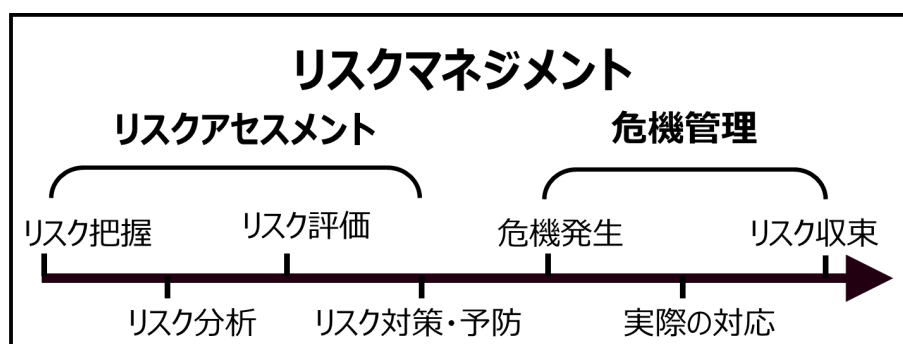 リスクマネジメント
リスクアセスメント
危機管理
リスク把握
リスク評価
危機発生
リスク収束
リスク分析
リスク対策・予防
実際の対応